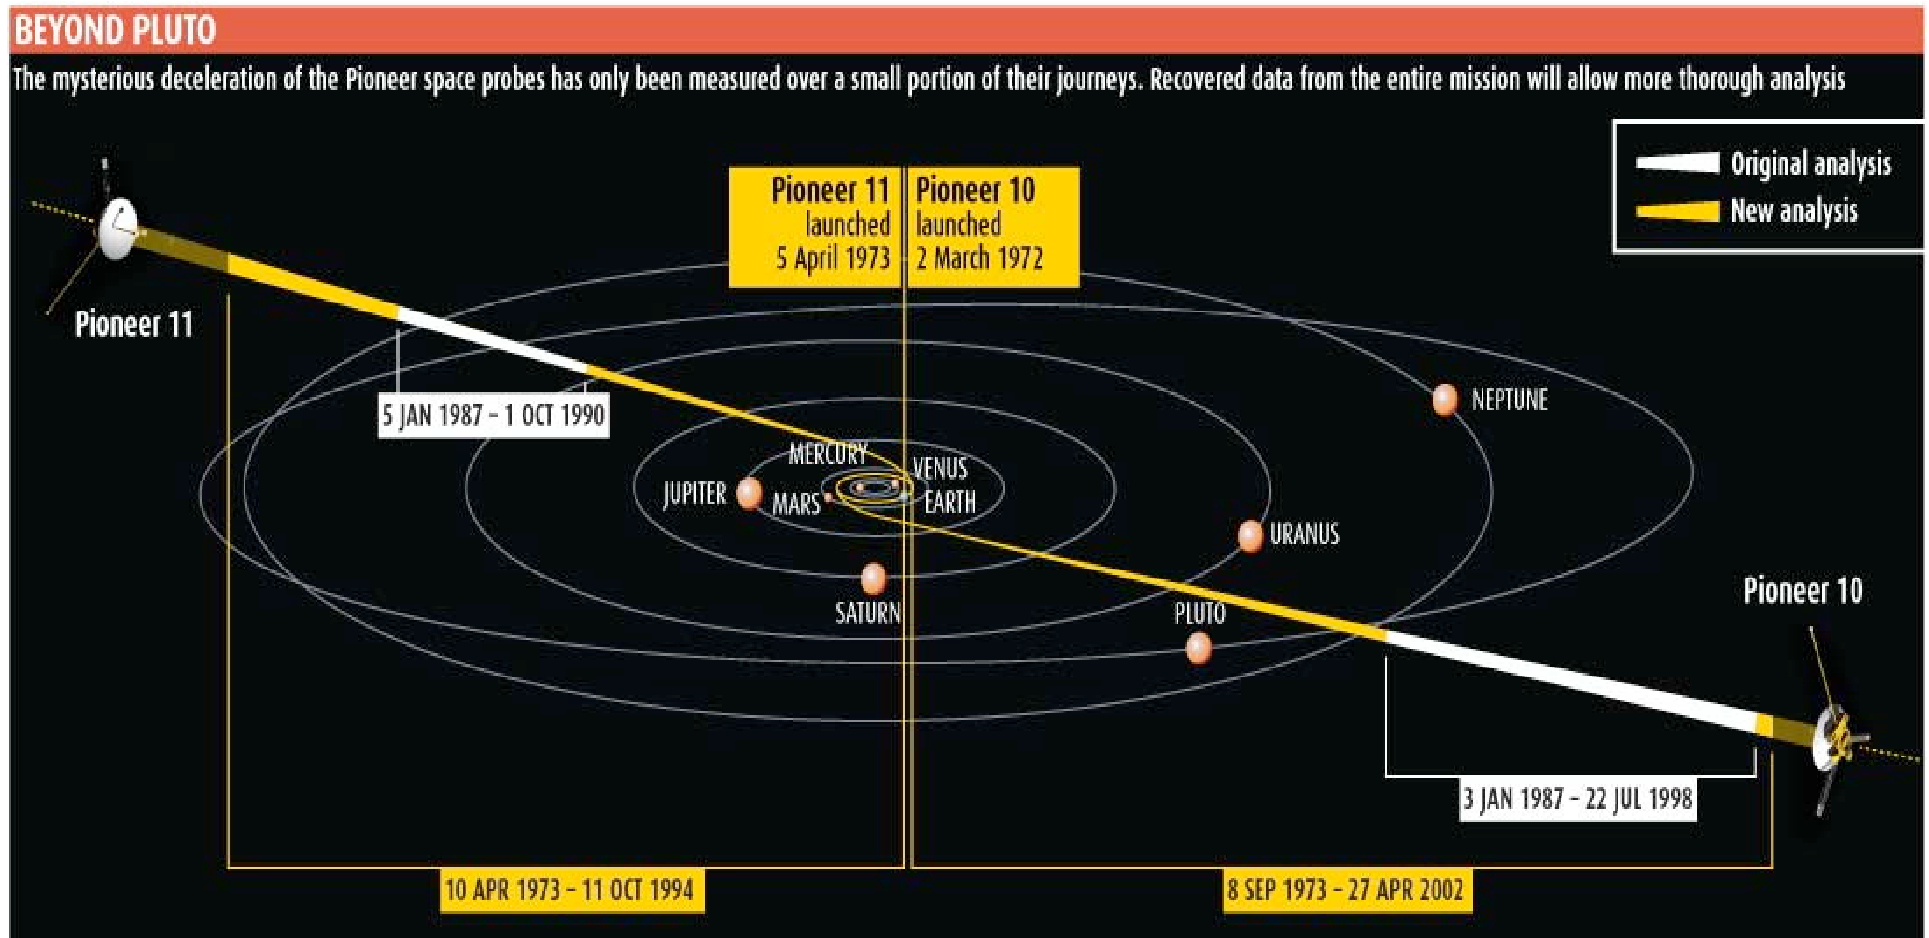 BEYOND PLUTO
The mysterious deceleration of the Pioneer space probes has only been measured over a small portion of their journeys. Recovered data from the entire mission will allow more thorough analysis
Original analysis
New analysis
Pioneer 11
launched
5 April 1973
Pioneer 10
launched
2 March 1972
Pioneer 11
5 JAN 1987 – 1 OCT 1990
NEPTUNE
MERCURY
VENUS
JUPITER
MARS
EARTH
URANUS
SATURN
PLUTO
Pioneer 10
3 JAN 1987 – 22 JUL 1998
10 APR 1973 – 11 OCT 1994
8 SEP 1973 – 27 APR 2002